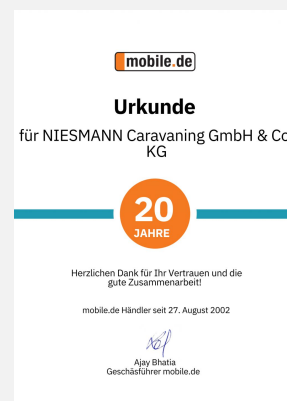 mobile.de
Urkunde
für NIESMANN Caravaning GmbH & Co
KG
20
JAHRE
Herzlichen Dank für Ihr Vertrauen und die
gute Zusammenarbeit!
mobile.de Händler seit 27. August 2002
Ajay Bhatia
Geschäsführer mobile.de